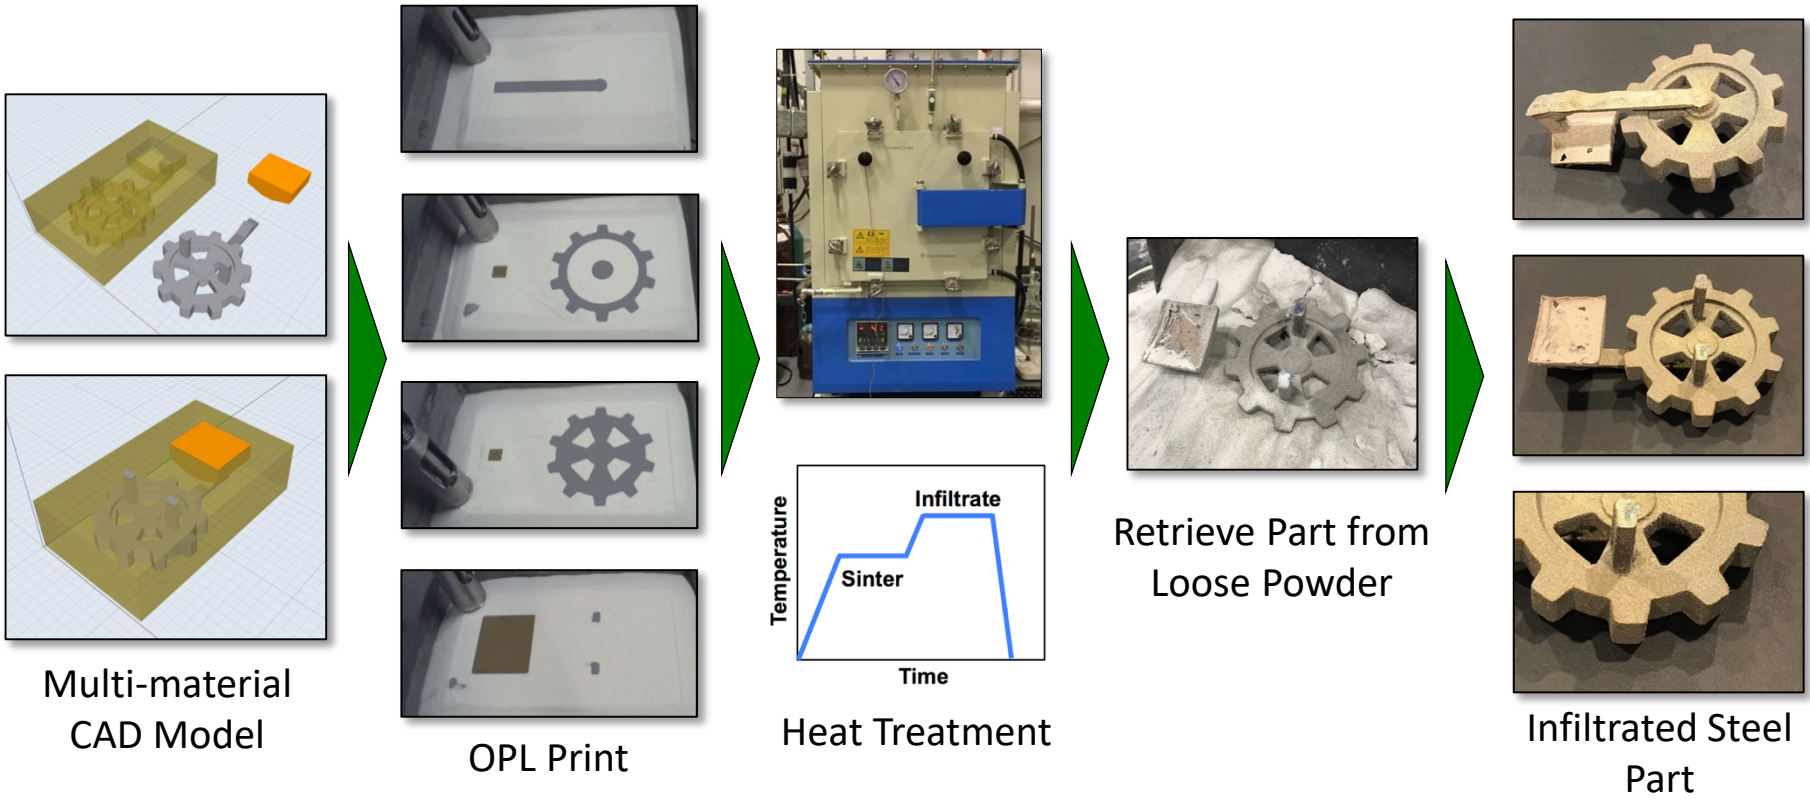 Multi-material
CAD Model
OPL Print
Temperature
Infiltrate
Sinter
Time
Heat Treatment
Retrieve Part from
Loose Powder
Infiltrated Steel
Part